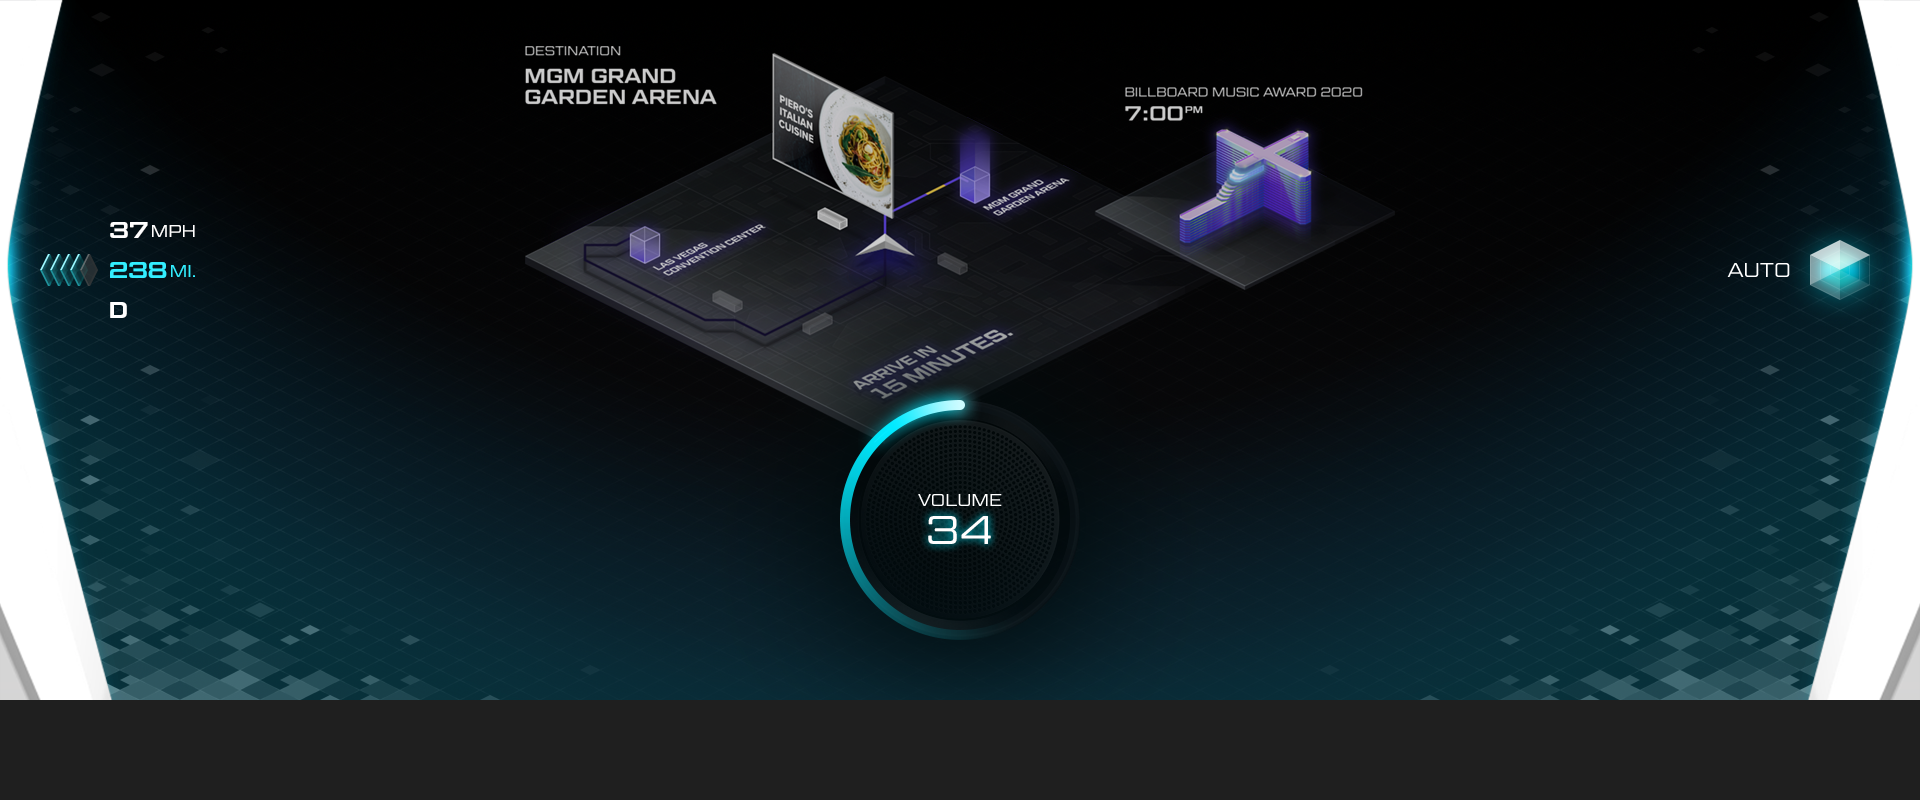 DESTINATION
MGM GRAND
GARDEN ARENA
PIERO'S
ITALIAN
CUISINE
BILLBOARD MUSIC AWARD 2020
7:00PM
MGM GRAND
GARDEN ARENA
LAS VEGAS
CONVENTION CENTER
37 MPH
238 MI.
D
AUTO
ARRIVE IN
15 MINUTES.
VOLUME
34